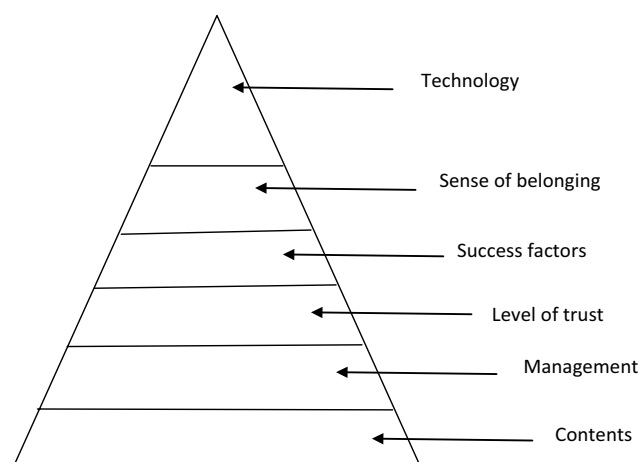 Technology
Sense of belonging
Success factors
Level of trust
Management
Contents